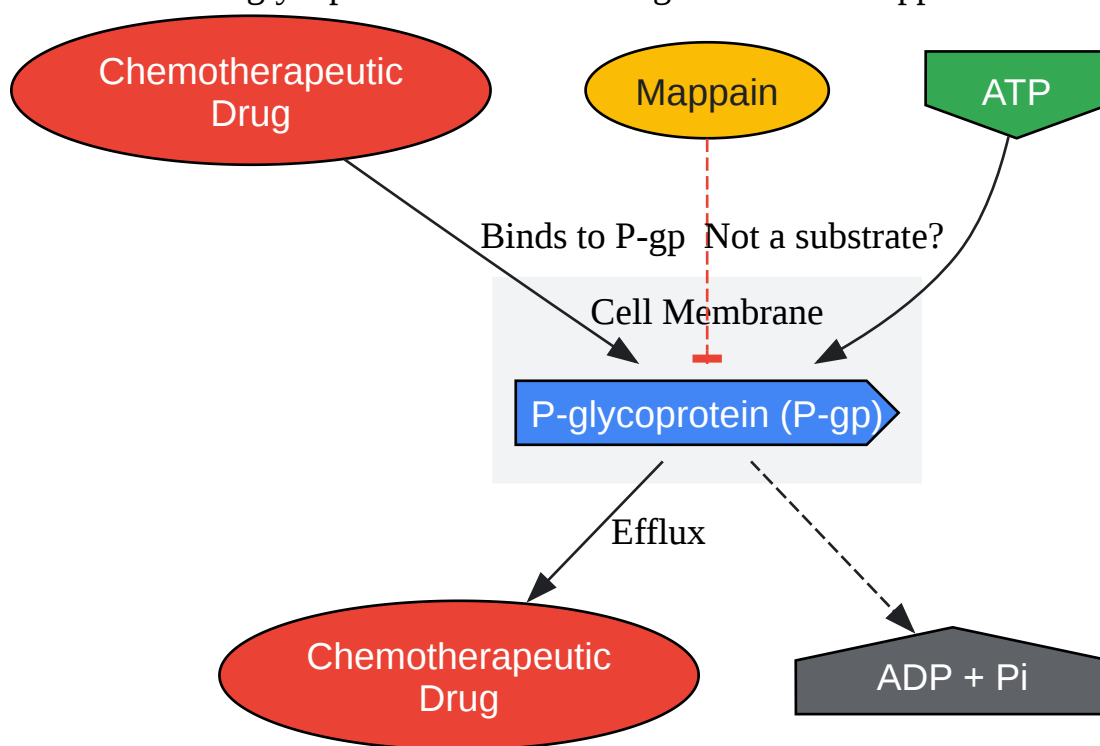 Chemotherapeutic
Drug
Mappain
ATP
Binds to P-gp
Not a substrate?
Cell Membrane
P-glycoprotein (P-gp)
Efflux
Chemotherapeutic
Drug
ADP + Pi